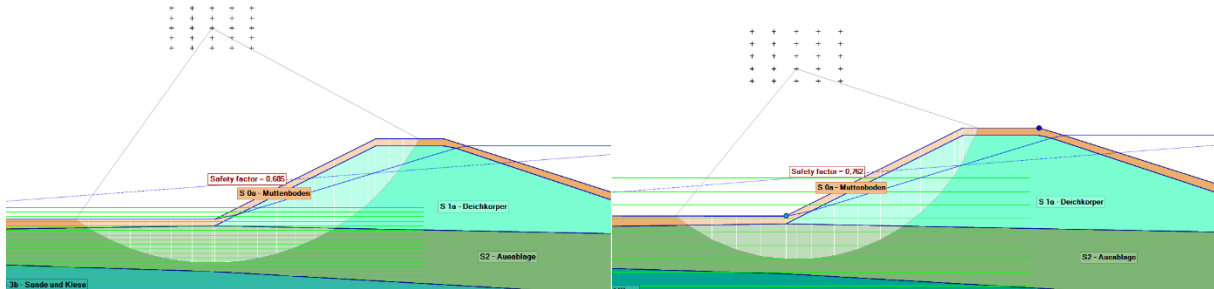 Safety factor = 0,685
S 0a - Muttenboden
S 1a - Deichkorper
S2 - Aueablage
3b - Sande und Kiese
Safety factor = 0,762
S 0a - Muttenboden
S 1a - Deichkorper
S2 - Aueablage